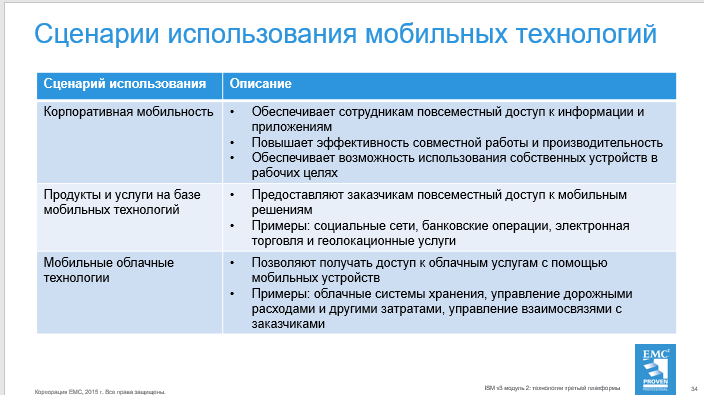 Сценарии использования мобильных технологий
Сценарий использования
Описание
Корпоративная мобильность
• Обеспечивает сотрудникам повсеместный доступ к информации и
приложениям
• Повышает эффективность совместной работы и производительность
• Обеспечивает возможность использования собственных устройств в
рабочих целях
Продукты и услуги на базе
мобильных технологий
• Предоставляют заказчикам повсеместный доступ к мобильным
решениям
• Примеры: социальные сети, банковские операции, электронная
торговля и геолокационные услуги
Мобильные облачные
технологии
• Позволяют получать доступ к облачным услугам с помощью
мобильных устройств
• Примеры: облачные системы хранения, управление дорожными
расходами и другими затратами, управление взаимосвязями с
заказчиками
EMC²
PROVEN
PROFESSIONAL
Корпорация EMC, 2015 г. Все права защищены.
ISM v3 модуль 2: технологии третьей платформы
34